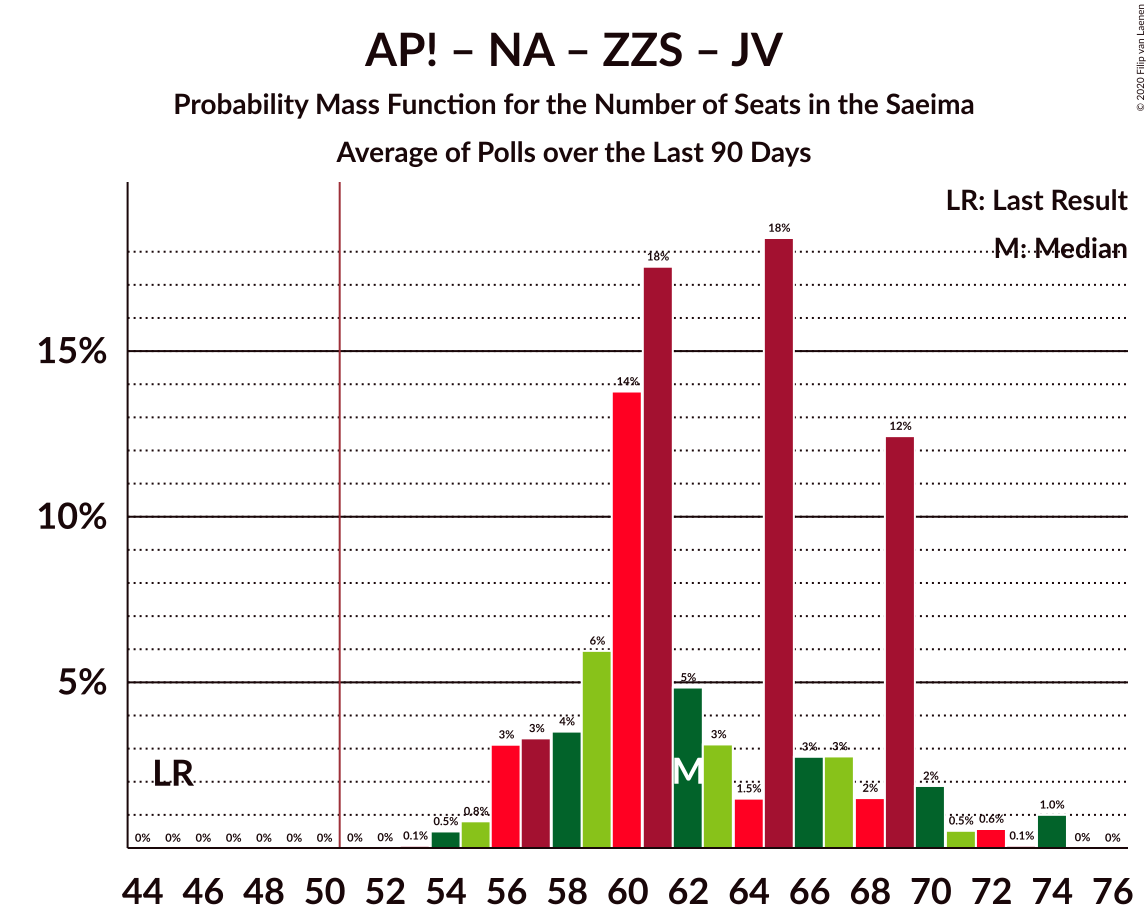 AP! – NA – ZZS – JV
Probability Mass Function for the Number of Seats in the Saeima
Average of Polls over the Last 90 Days
© 2020 Filip van Laenen
LR: Last Result
M: Median
15%
10%
5%
LR
M
0% 0% 0% 0% 0% 0% 0% 0% 0% 0.1% 0.5% 0.8% 3% 3% 4% 6% 14% 18% 5% 3% 1.5% 18% 3% 3% 2% 12% 2% 0.5% 0.6% 0.1% 1.0% 0% 0%
44 46 48 50 52 54 56 58 60 62 64 66 68 70 72 74 76